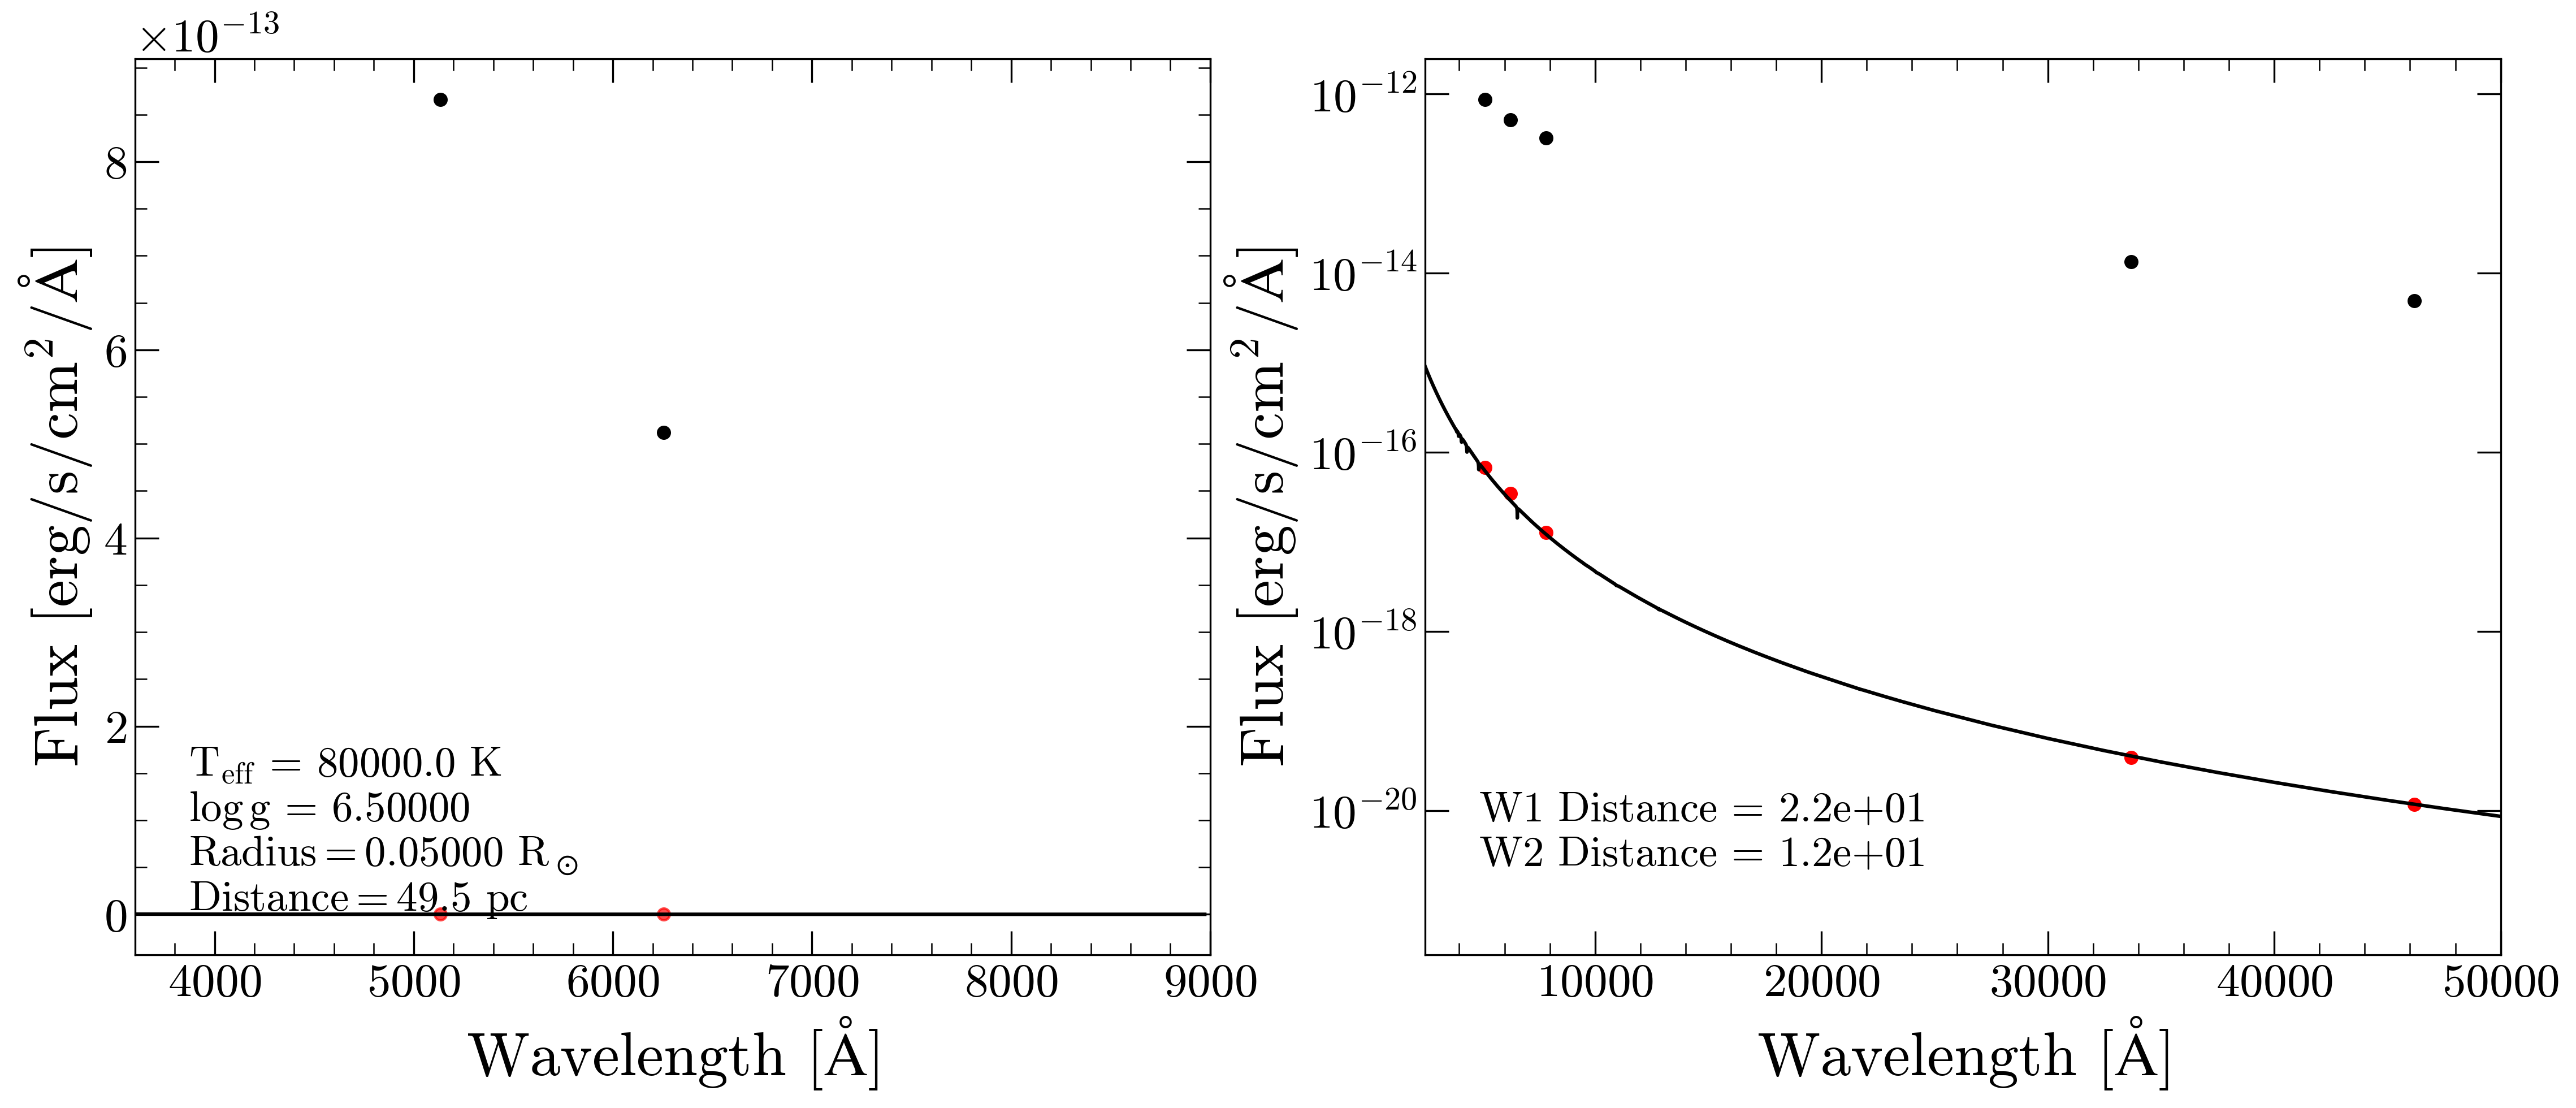 ×10⁻¹³
Flux [erg/s/cm²/Å]
8
6
4
2
0
T_eff = 80000.0 K
log g = 6.50000
Radius = 0.05000 R_⊙
Distance = 49.5 pc
4000 5000 6000 7000 8000 9000
Wavelength [Å]
Flux [erg/s/cm²/Å]
10⁻¹²
10⁻¹⁴
10⁻¹⁶
10⁻¹⁸
10⁻²⁰
W1 Distance = 2.2e+01
W2 Distance = 1.2e+01
10000 20000 30000 40000 50000
Wavelength [Å]